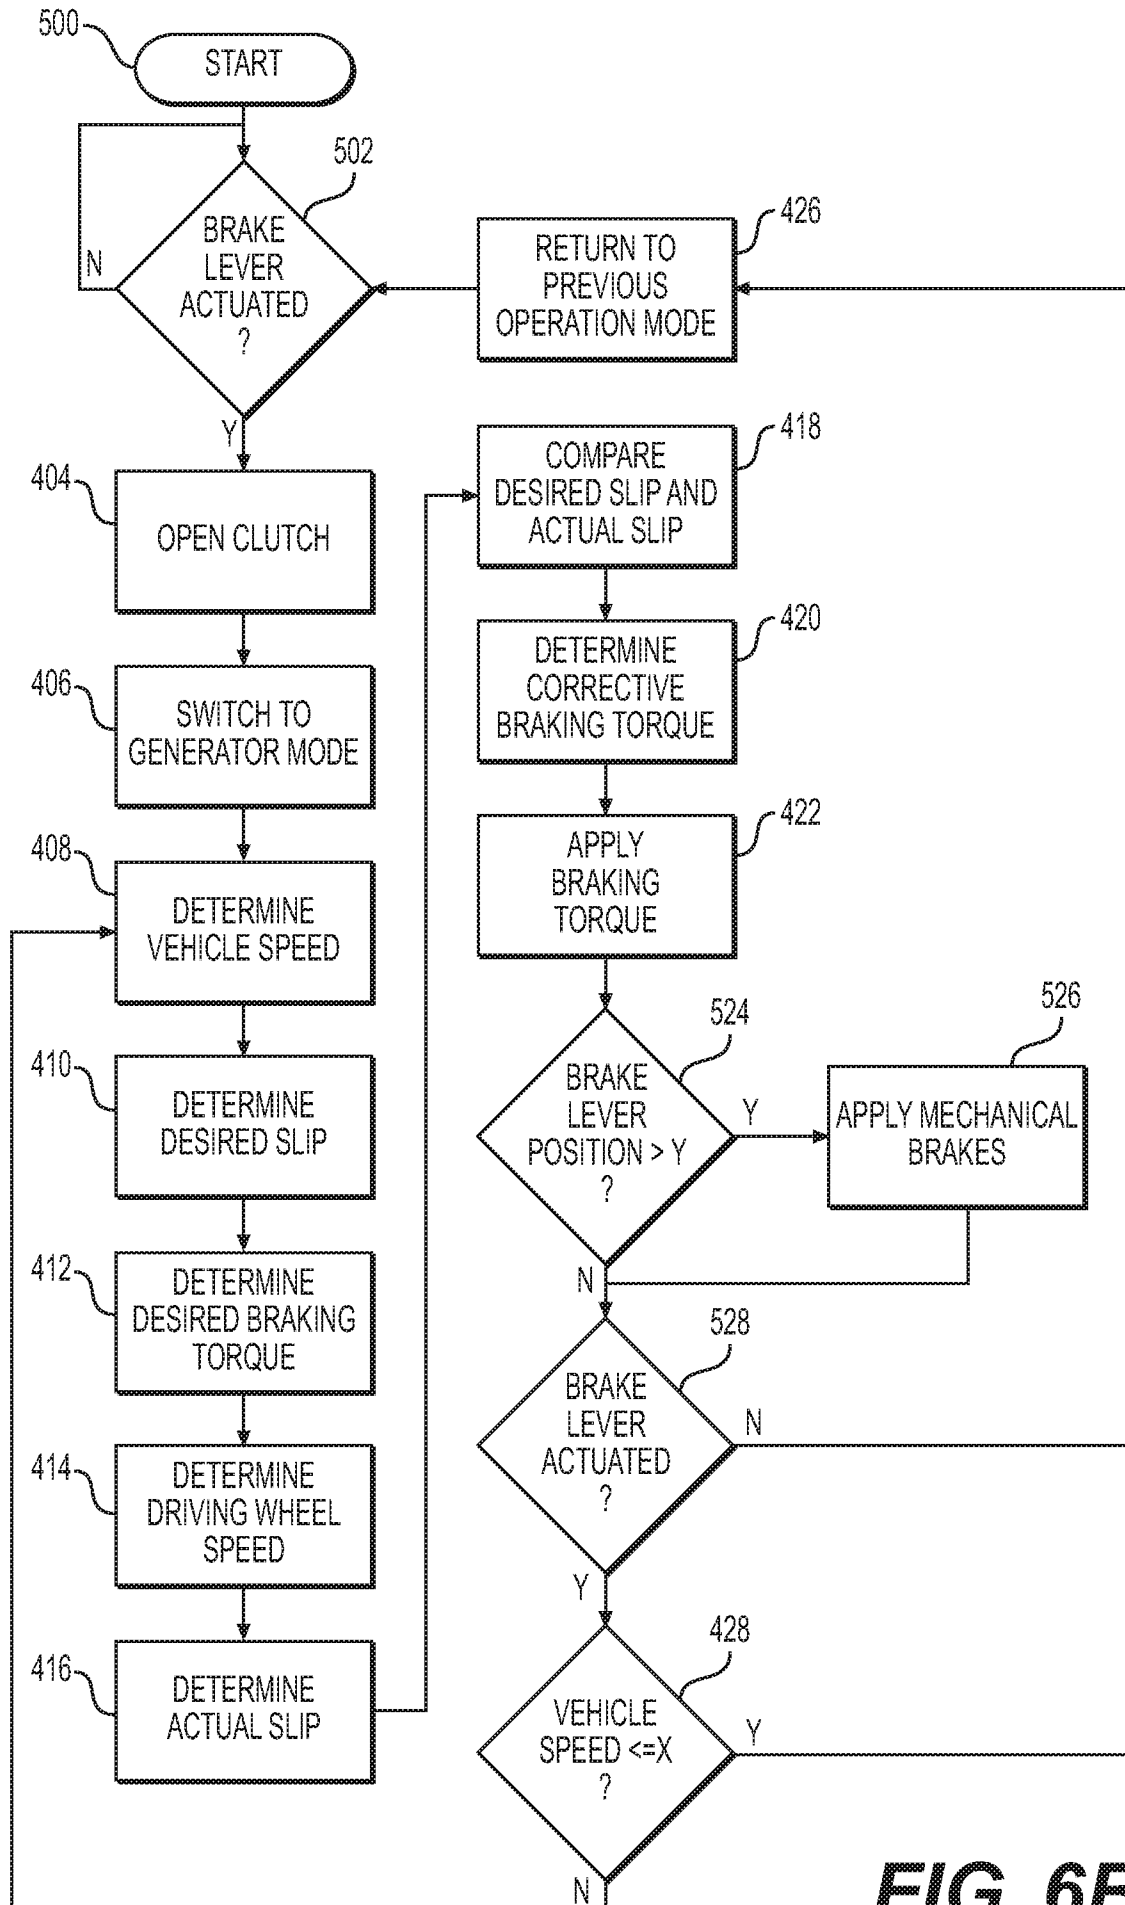 500
START
502
BRAKE
LEVER
ACTUATED
?
N
Y
426
RETURN TO
PREVIOUS
OPERATION MODE
404
OPEN CLUTCH
406
SWITCH TO
GENERATOR MODE
408
DETERMINE
VEHICLE SPEED
410
DETERMINE
DESIRED SLIP
412
DETERMINE
DESIRED BRAKING
TORQUE
414
DETERMINE
DRIVING WHEEL
SPEED
416
DETERMINE
ACTUAL SLIP
418
COMPARE
DESIRED SLIP AND
ACTUAL SLIP
420
DETERMINE
CORRECTIVE
BRAKING TORQUE
422
APPLY
BRAKING
TORQUE
524
BRAKE
LEVER
POSITION > Y
?
Y
N
526
APPLY MECHANICAL
BRAKES
528
BRAKE
LEVER
ACTUATED
?
N
Y
428
VEHICLE
SPEED <=X
?
Y
N
FIG. 6